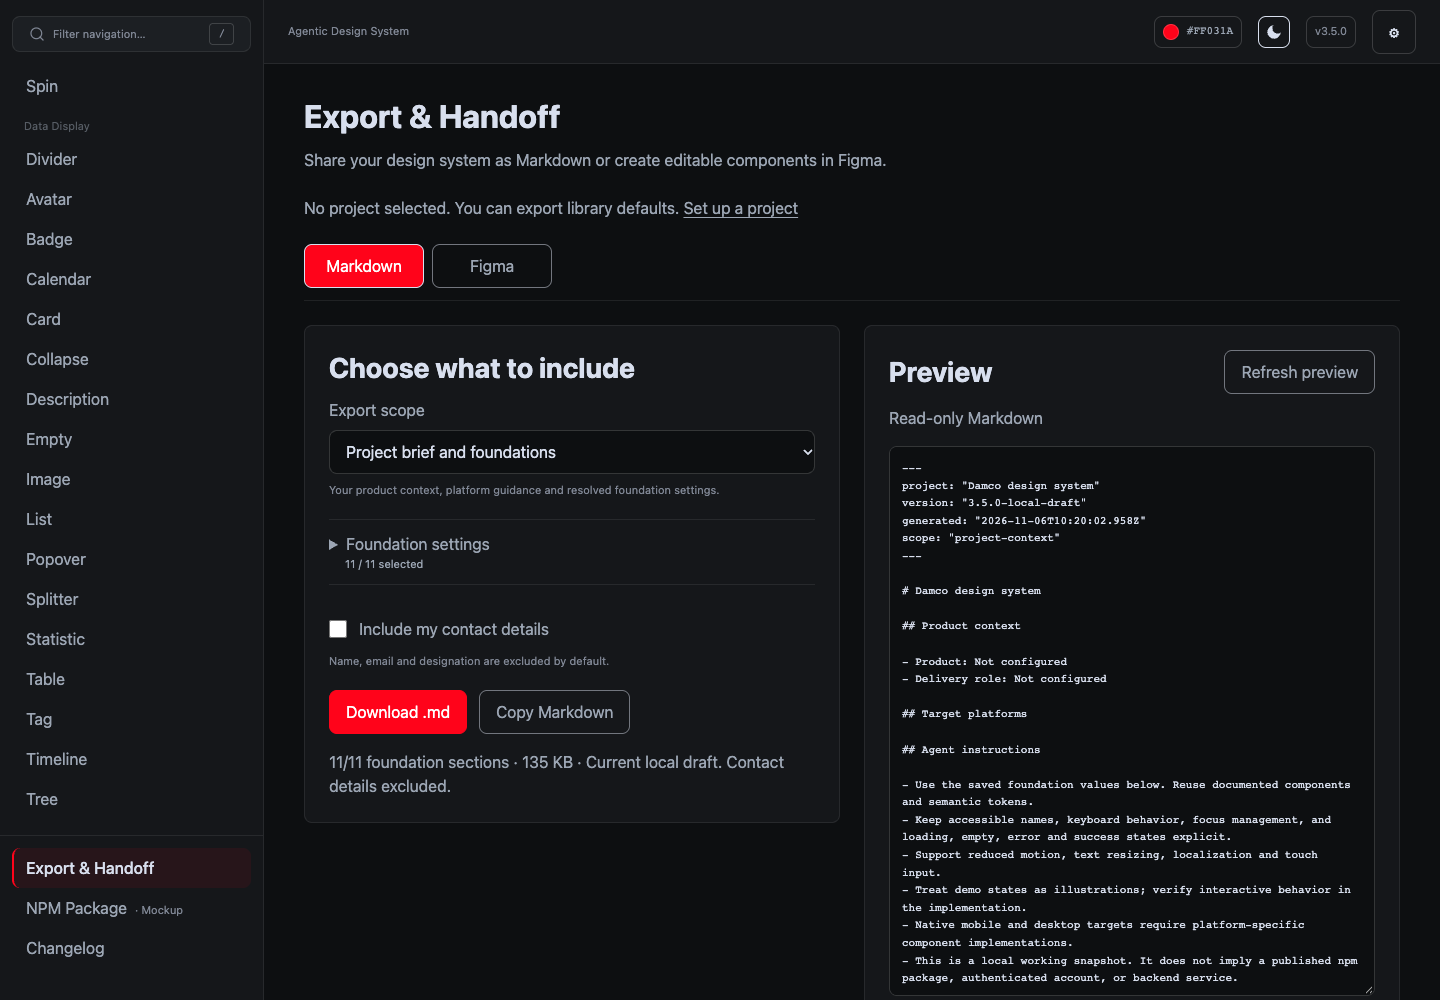 Filter navigation...
/
Spin
Data Display
Divider
Avatar
Badge
Calendar
Card
Collapse
Description
Empty
Image
List
Popover
Splitter
Statistic
Table
Tag
Timeline
Tree
Export & Handoff
NPM Package · Mockup
Changelog
Agentic Design System
#FF031A
v3.5.0
Export & Handoff
Share your design system as Markdown or create editable components in Figma.
No project selected. You can export library defaults. Set up a project
Markdown
Figma
Choose what to include
Export scope
Project brief and foundations
Your product context, platform guidance and resolved foundation settings.
Foundation settings
11 / 11 selected
Include my contact details
Name, email and designation are excluded by default.
Download .md
Copy Markdown
11/11 foundation sections · 135 KB · Current local draft. Contact
details excluded.
Preview
Refresh preview
Read-only Markdown
---
project: "Damco design system"
version: "3.5.0-local-draft"
generated: "2026-11-06T10:20:02.958Z"
scope: "project-context"
---
# Damco design system
## Product context
- Product: Not configured
- Delivery role: Not configured
## Target platforms
## Agent instructions
- Use the saved foundation values below. Reuse documented components
and semantic tokens.
- Keep accessible names, keyboard behavior, focus management, and
loading, empty, error and success states explicit.
- Support reduced motion, text resizing, localization and touch
input.
- Treat demo states as illustrations; verify interactive behavior in
the implementation.
- Native mobile and desktop targets require platform-specific
component implementations.
- This is a local working snapshot. It does not imply a published npm
package, authenticated account, or backend service.